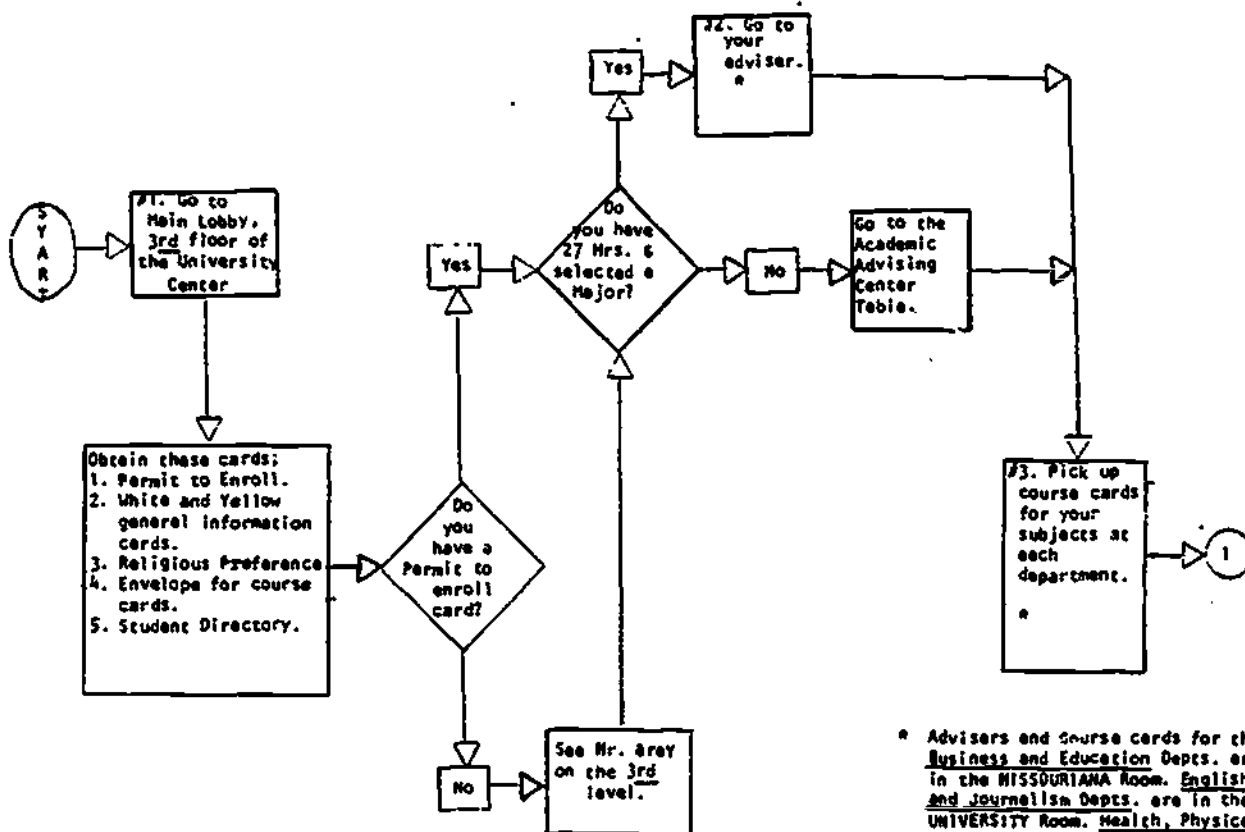 START
#1. Go to
Main Lobby,
3rd floor of
the University
Center
Obtain these cards;
1. Permit to Enroll.
2. White and Yellow
general information
cards.
3. Religious Preference
4. Envelope for course
cards.
5. Student Directory.
Do
you
have a
Permit to
enroll
card?
Yes
No
See Mr.
on the 3rd
level.
Do
you have
27 Hrs. &
selected a
Major?
Yes
#2. Go to
your
adviser.
*
No
Go to the
Academic
Advising
Center
Table.
#3. Pick up
course cards
for your
subjects at
each
department.
*
1
* Advisers and Course cards for th
Business and Education Depts. ar
in the MISSOURIANA Room. English
and Journalism Depts. are in the
UNIVERSITY Room. Health, Physica